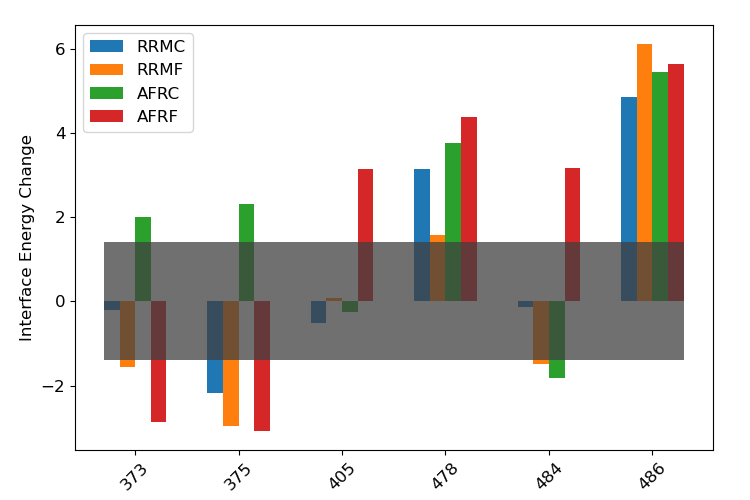 Interface Energy Change
6
4
2
0
−2
RRMC
RRMF
AFRC
AFRF
373
375
405
478
484
486